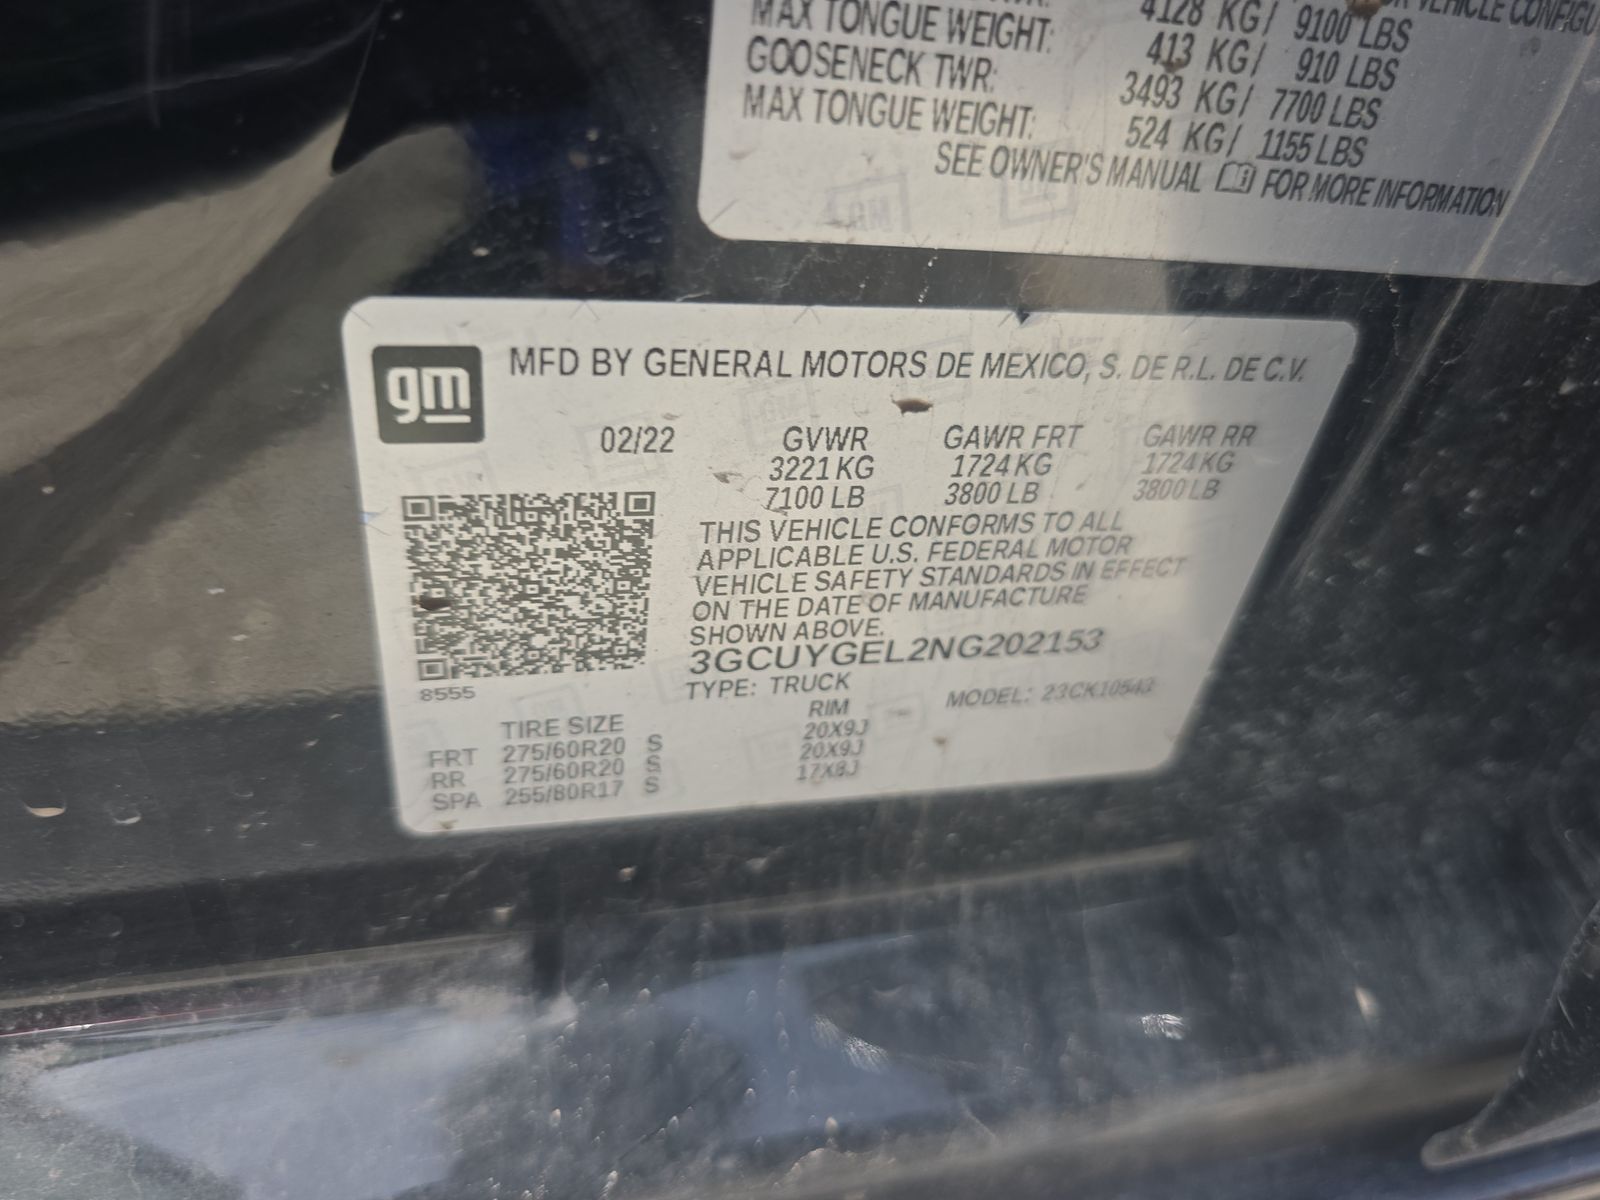 VEHICLE CONFIGU
4128 KG/ 9100 LBS
MAX TONGUE WEIGHT: 413 KG/ 910 LBS
GOOSENECK TWR: 3493 KG/ 7700 LBS
MAX TONGUE WEIGHT: 524 KG/ 1155 LBS
SEE OWNER'S MANUAL FOR MORE INFORMATION
gm
MFD BY GENERAL MOTORS DE MEXICO, S. DE R.L. DE C.V.
02/22 GVWR GAWR FRT GAWR RR
3221 KG 1724 KG 1724 KG
7100 LB 3800 LB 3800 LB
THIS VEHICLE CONFORMS TO ALL
APPLICABLE U.S. FEDERAL MOTOR
VEHICLE SAFETY STANDARDS IN EFFECT
ON THE DATE OF MANUFACTURE
SHOWN ABOVE.
3GCUYGEL2NG202153
8555
TYPE: TRUCK MODEL: 23CK10543
TIRE SIZE RIM
FRT 275/60R20 S 20X9J
RR 275/60R20 S 20X9J
SPA 255/80R17 S 17X8J